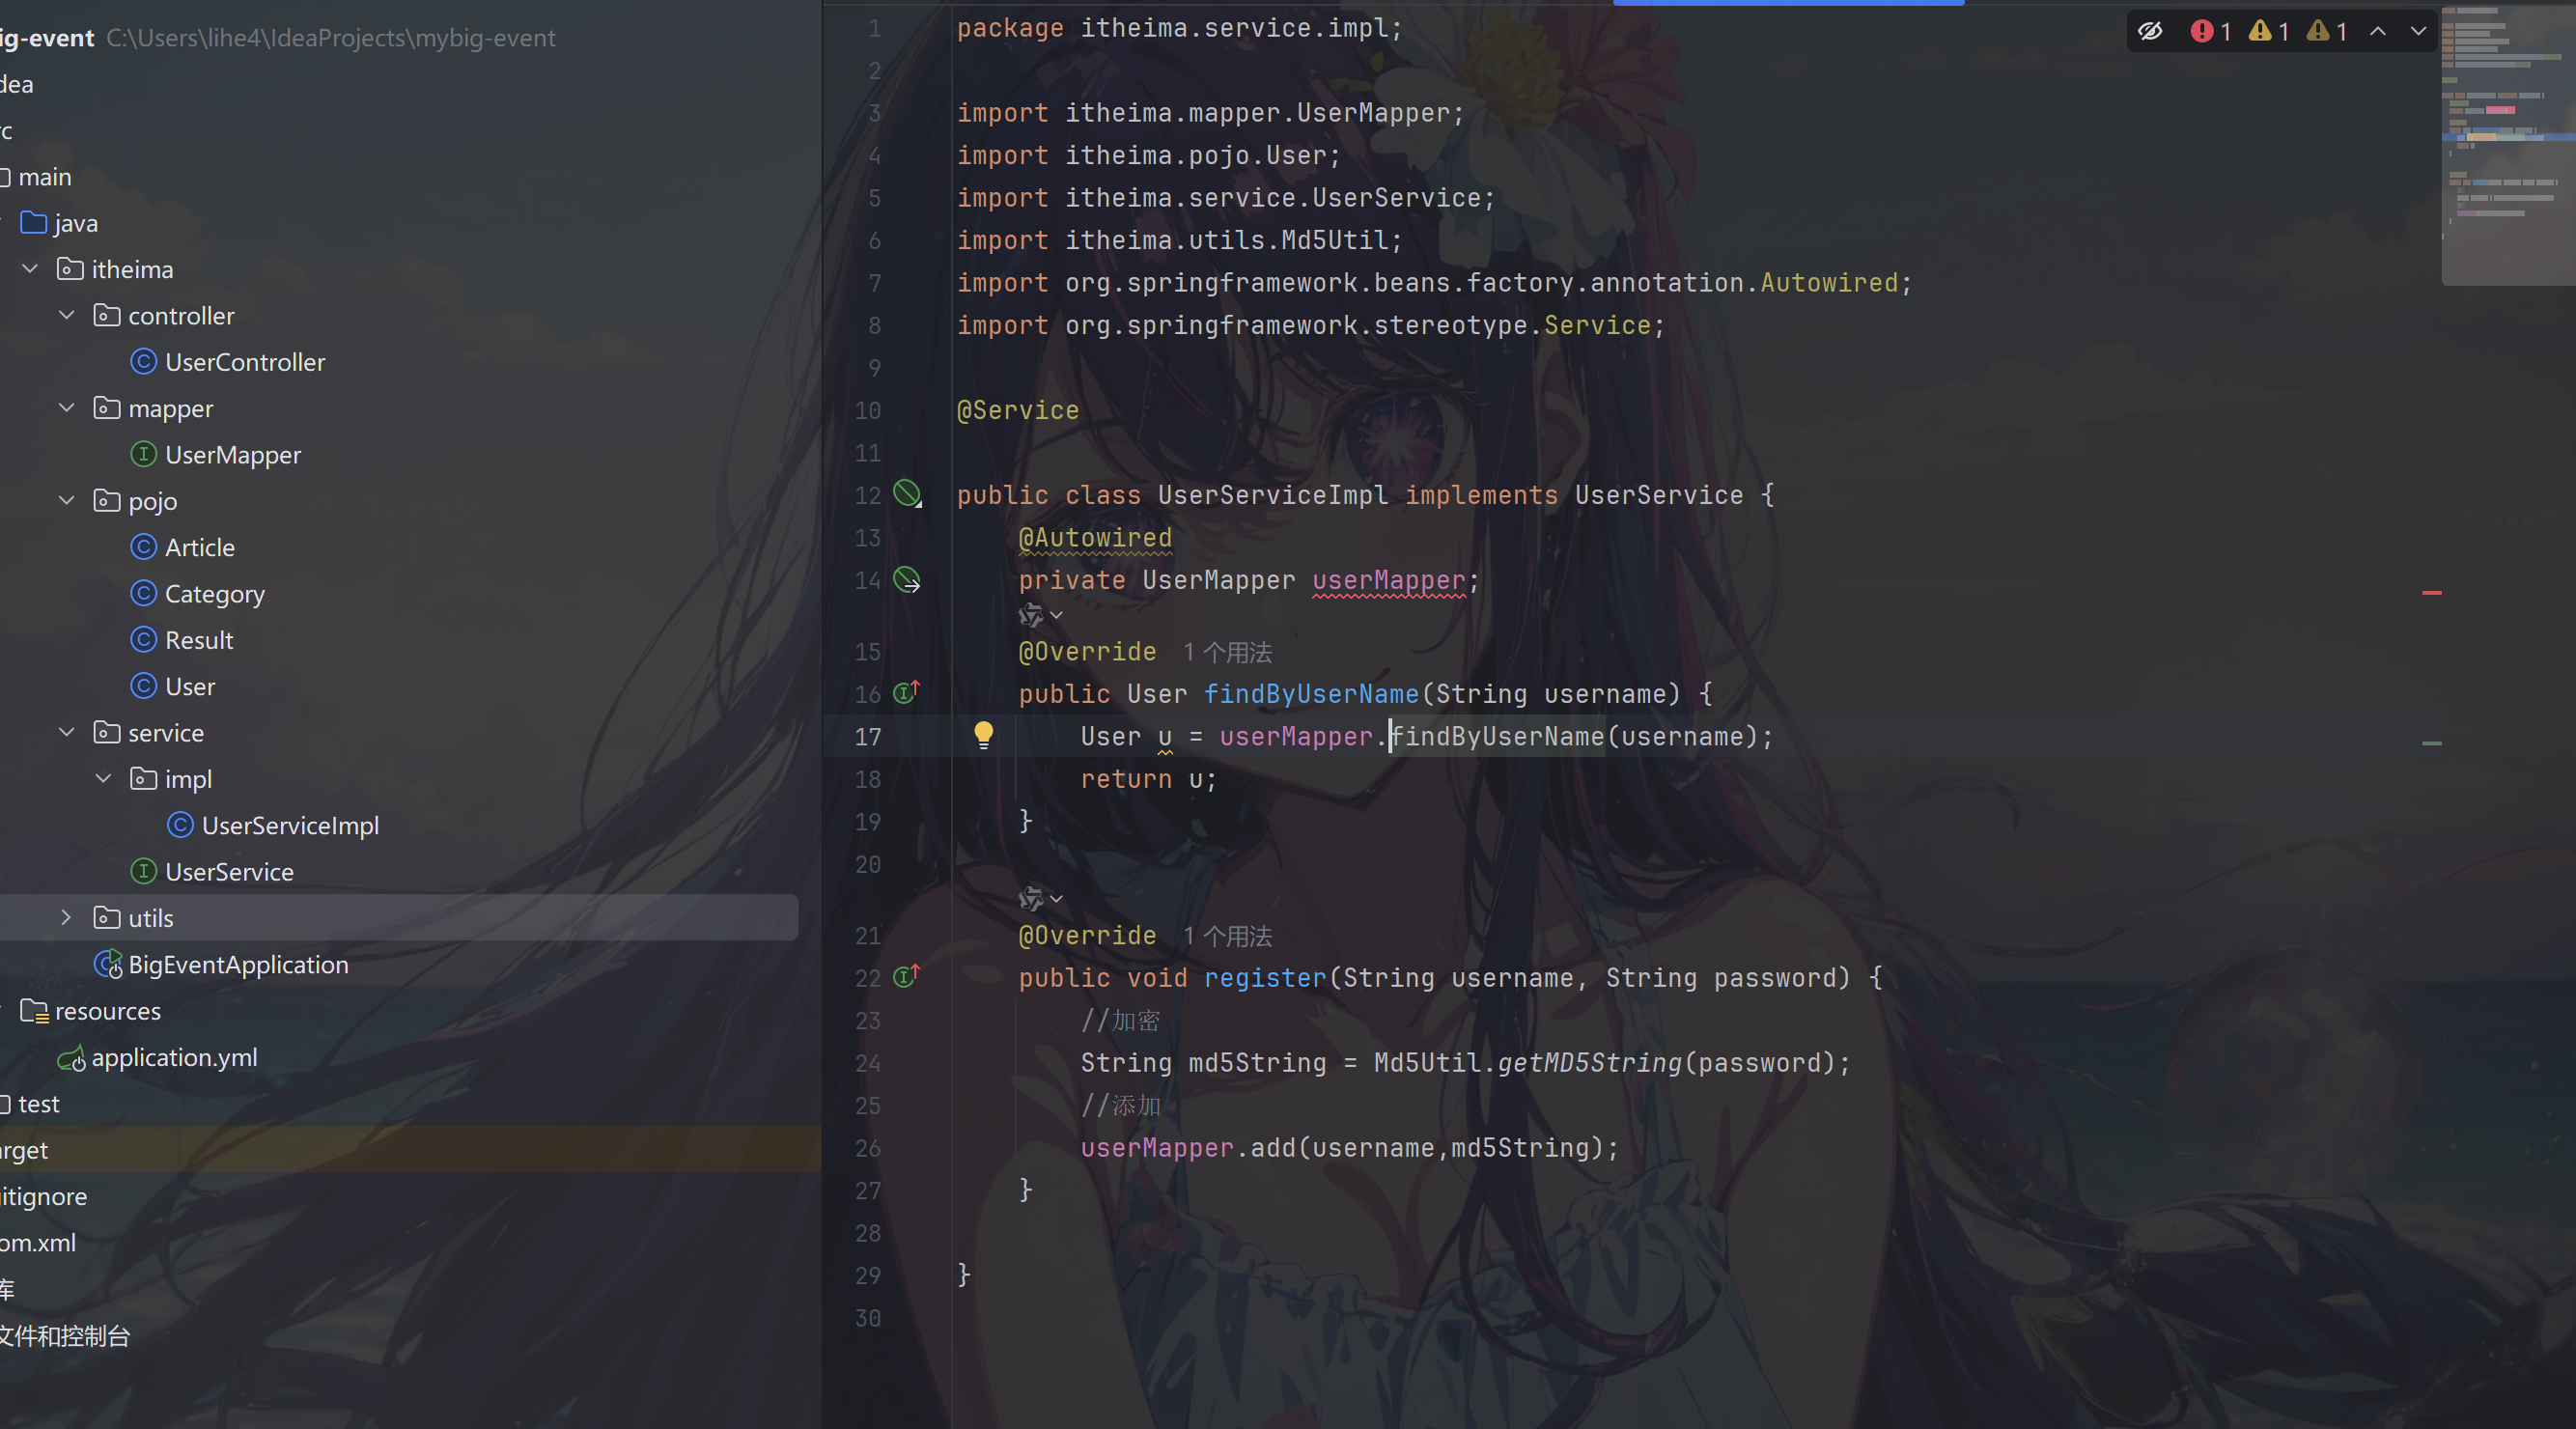 ig-event C:\Users\lihe4\IdeaProjects\mybig-event
dea
rc
main
java
itheima
controller
UserController
mapper
UserMapper
pojo
Article
Category
Result
User
service
impl
UserServiceImpl
UserService
utils
BigEventApplication
resources
application.yml
test
arget
gitignore
om.xml
库
文件和控制台
1 package itheima.service.impl;
2
3 import itheima.mapper.UserMapper;
4 import itheima.pojo.User;
5 import itheima.service.UserService;
6 import itheima.utils.Md5Util;
7 import org.springframework.beans.factory.annotation.Autowired;
8 import org.springframework.stereotype.Service;
9
10 @Service
11
12 public class UserServiceImpl implements UserService {
13 @Autowired
14 private UserMapper userMapper;
15 @Override 1 个用法
16 public User findByUserName(String username) {
17 User u = userMapper.findByUserName(username);
18 return u;
19 }
20
21 @Override 1 个用法
22 public void register(String username, String password) {
23 //加密
24 String md5String = Md5Util.getMD5String(password);
25 //添加
26 userMapper.add(username,md5String);
27 }
28
29 }
30
1 1 1